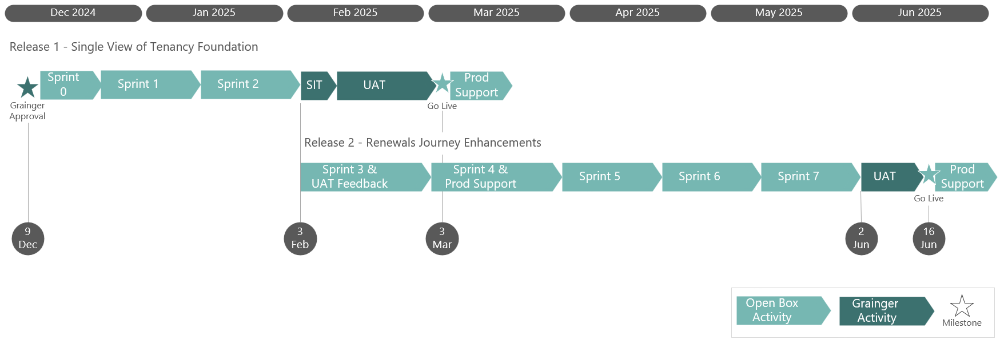 Dec 2024
Jan 2025
Feb 2025
Mar 2025
Apr 2025
May 2025
Jun 2025
Release 1 - Single View of Tenancy Foundation
Sprint
0
Sprint 1
Sprint 2
SIT
UAT
Prod
Support
Grainger
Approval
Go Live
Release 2 - Renewals Journey Enhancements
Sprint 3 &
UAT Feedback
Sprint 4 &
Prod Support
Sprint 5
Sprint 6
Sprint 7
UAT
Prod
Support
Go Live
9
Dec
3
Feb
3
Mar
2
Jun
16
Jun
Open Box
Activity
Grainger
Activity
Milestone